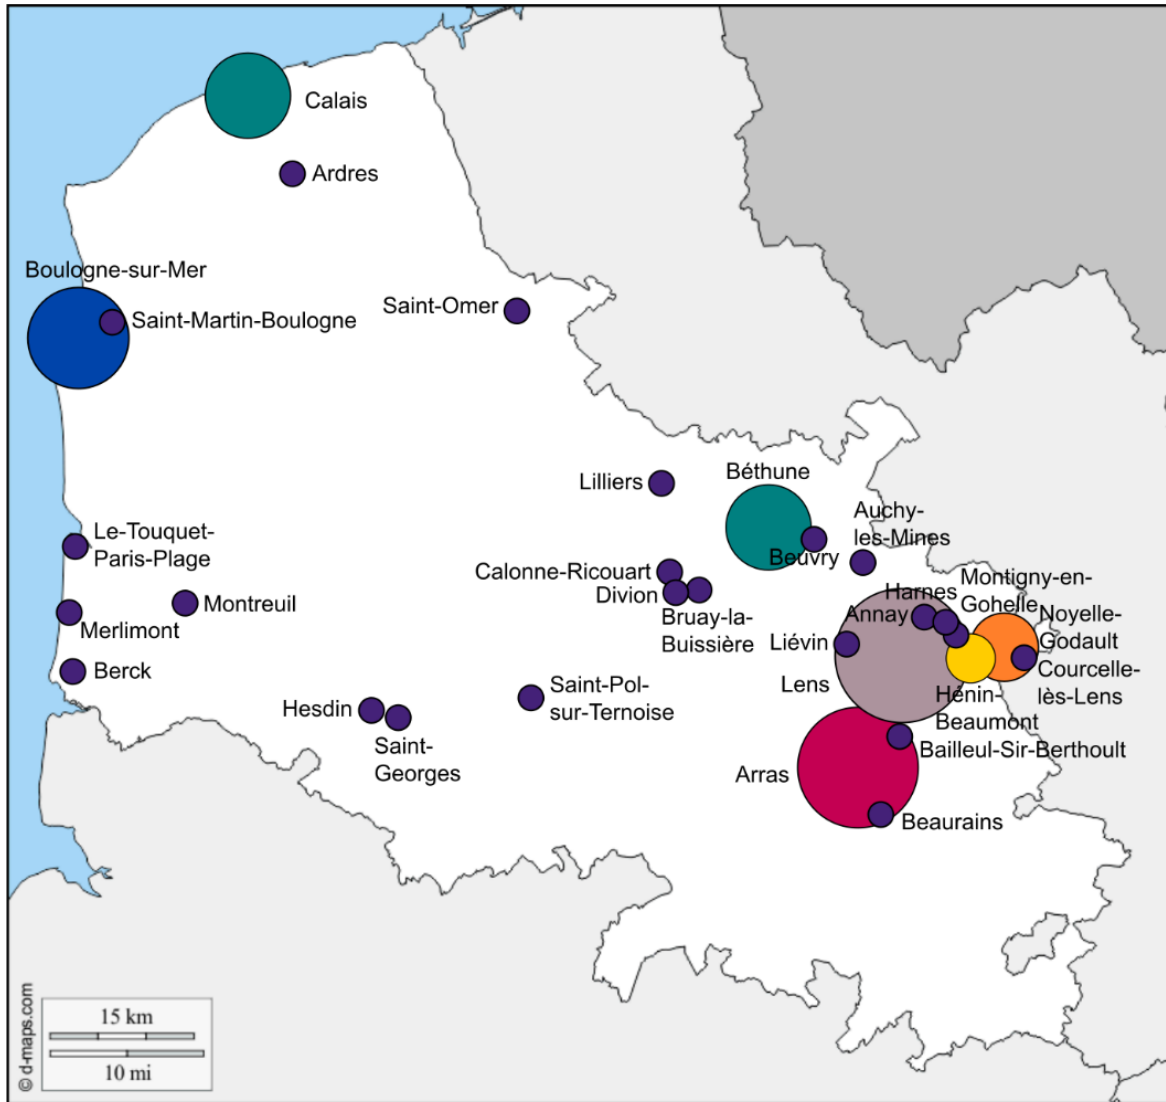 Calais
Ardres
Boulogne-sur-Mer
Saint-Omer
Saint-Martin-Boulogne
Lilliers
Béthune
Auchy-
les-Mines
Le-Touquet-
Paris-Plage
Beuvry
Calonne-Ricouart
Divion
Montigny-en-
Gohelle
Harnes
Annay
Montreuil
Merlimont
Bruay-la-
Buissière
Noyelle-
Godault
Liévin
Courcelle-
lès-Lens
Berck
Lens
Saint-Pol-
sur-Ternoise
Hénin-
Beaumont
Hesdin
Saint-
Georges
Bailleul-Sir-Berthoult
Arras
Beaurains
15 km
10 mi
© d-maps.com